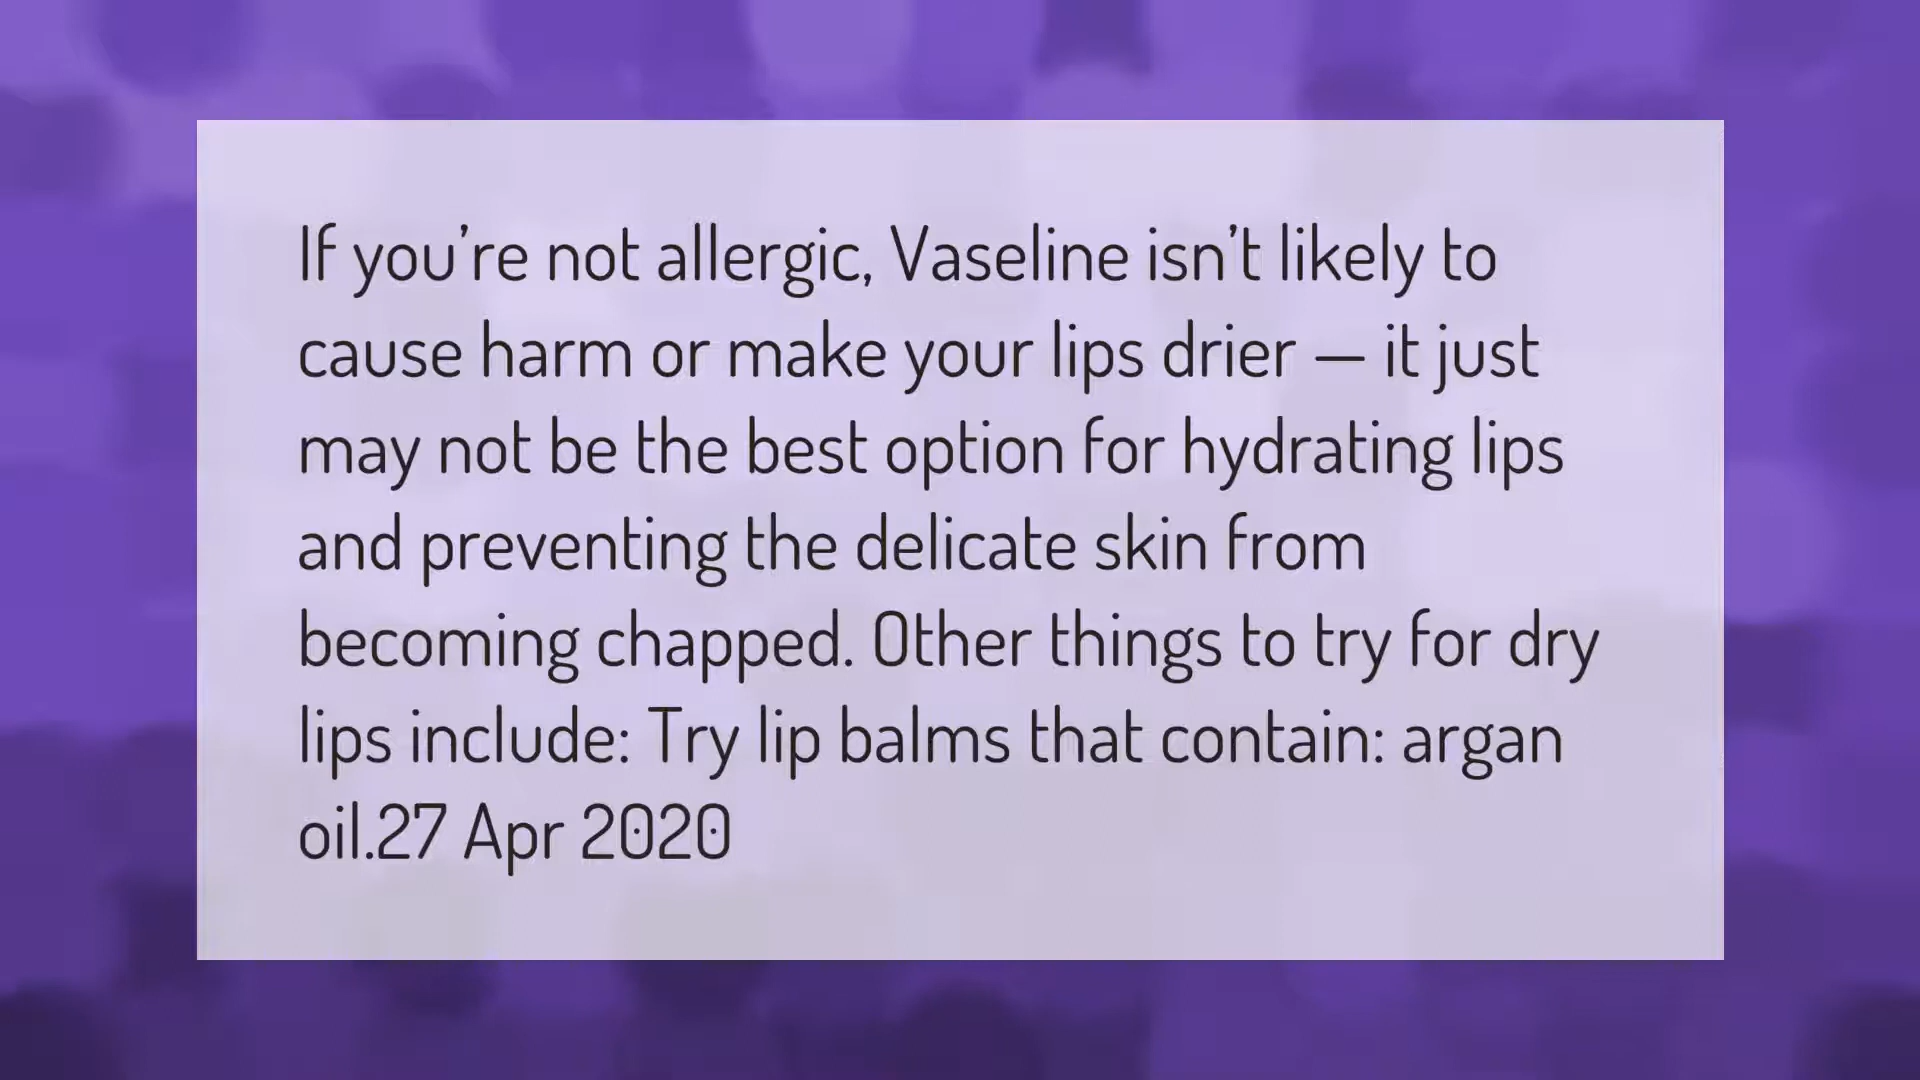 If you're not allergic, Vaseline isn't likely to
cause harm or make your lips drier — it just
may not be the best option for hydrating lips
and preventing the delicate skin from
becoming chapped. Other things to try for dry
lips include: Try lip balms that contain: argan
oil.27 Apr 2020